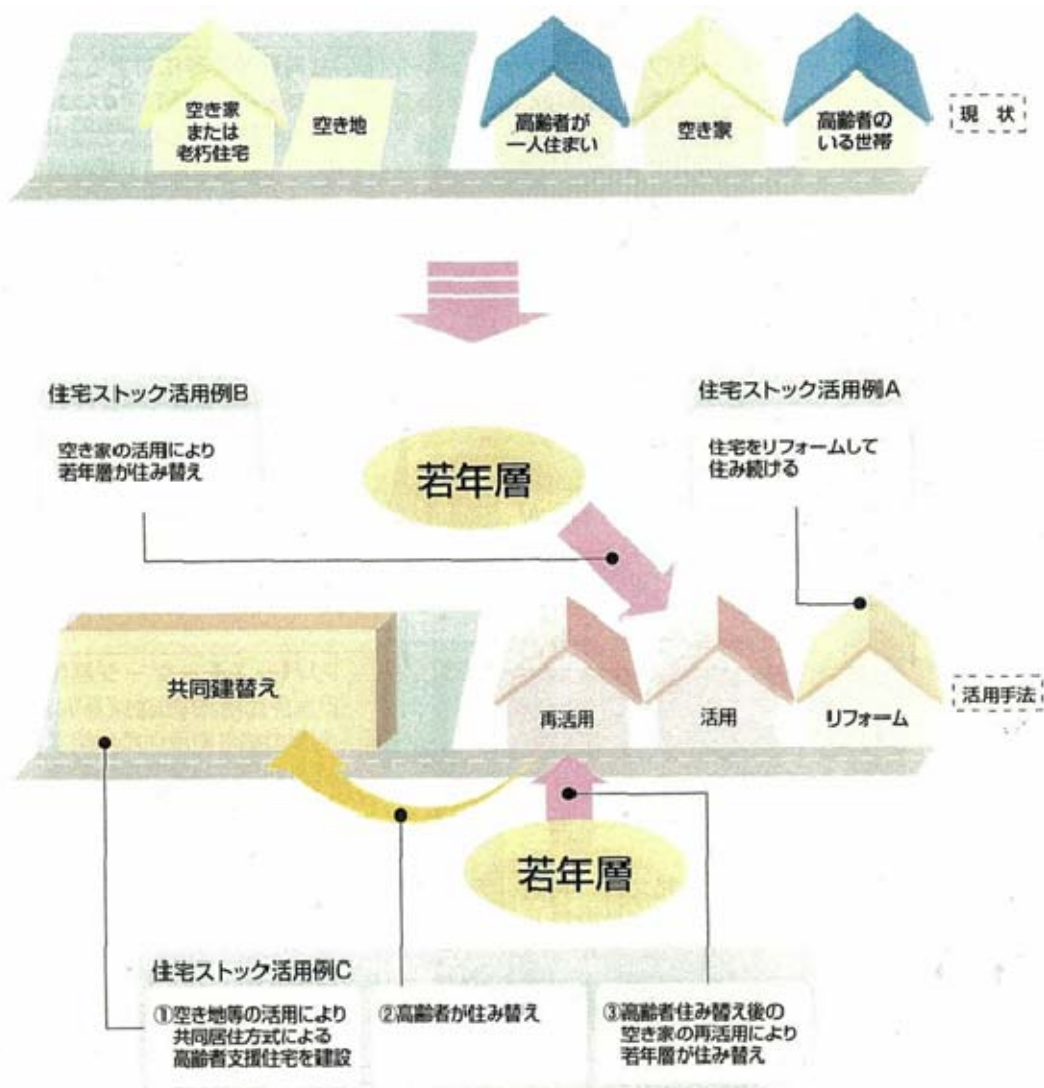 空き家
または
老朽住宅
空き地
高齢者が
一人住まい
空き家
高齢者の
いる世帯
現 状
住宅ストック活用例B
空き家の活用により
若年層が住み替え
若年層
住宅ストック活用例A
住宅をリフォームして
住み続ける
共同建替え
再活用
活用
リフォーム
活用手法
若年層
住宅ストック活用例C
①空き地等の活用により
共同居住方式による
高齢者支援住宅を建設
②高齢者が住み替え
③高齢者住み替え後の
空き家の再活用により
若年層が住み替え